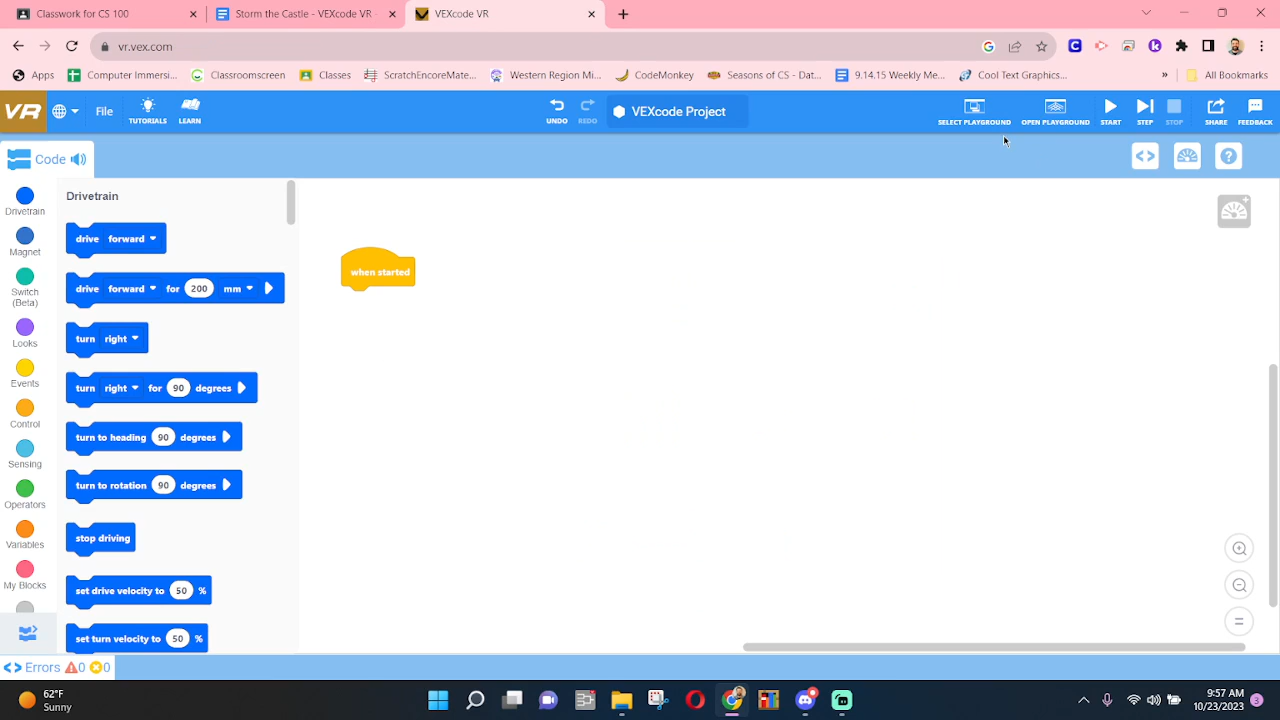 Classwork for CS 100
Storm the Castle - VEXcode VR
VEXcode VR
vr.vex.com
Apps
Computer Immersi...
Classroomscreen
Classes
ScratchEncoreMate...
Western Region Mi...
CodeMonkey
Seasons of CS - Dat...
9.14.15 Weekly Me...
Cool Text Graphics...
»
All Bookmarks
VR
File
TUTORIALS
LEARN
UNDO
REDO
VEXcode Project
SELECT PLAYGROUND
OPEN PLAYGROUND
START
STEP
STOP
SHARE
FEEDBACK
Code
Drivetrain
Magnet
Switch
(Beta)
Looks
Events
Control
Sensing
Operators
Variables
My Blocks
Drivetrain
drive forward
drive forward for 200 mm
turn right
turn right for 90 degrees
turn to heading 90 degrees
turn to rotation 90 degrees
stop driving
set drive velocity to 50 %
set turn velocity to 50 %
when started
<> Errors 0 0
62°F
Sunny
9:57 AM
10/23/2023
3